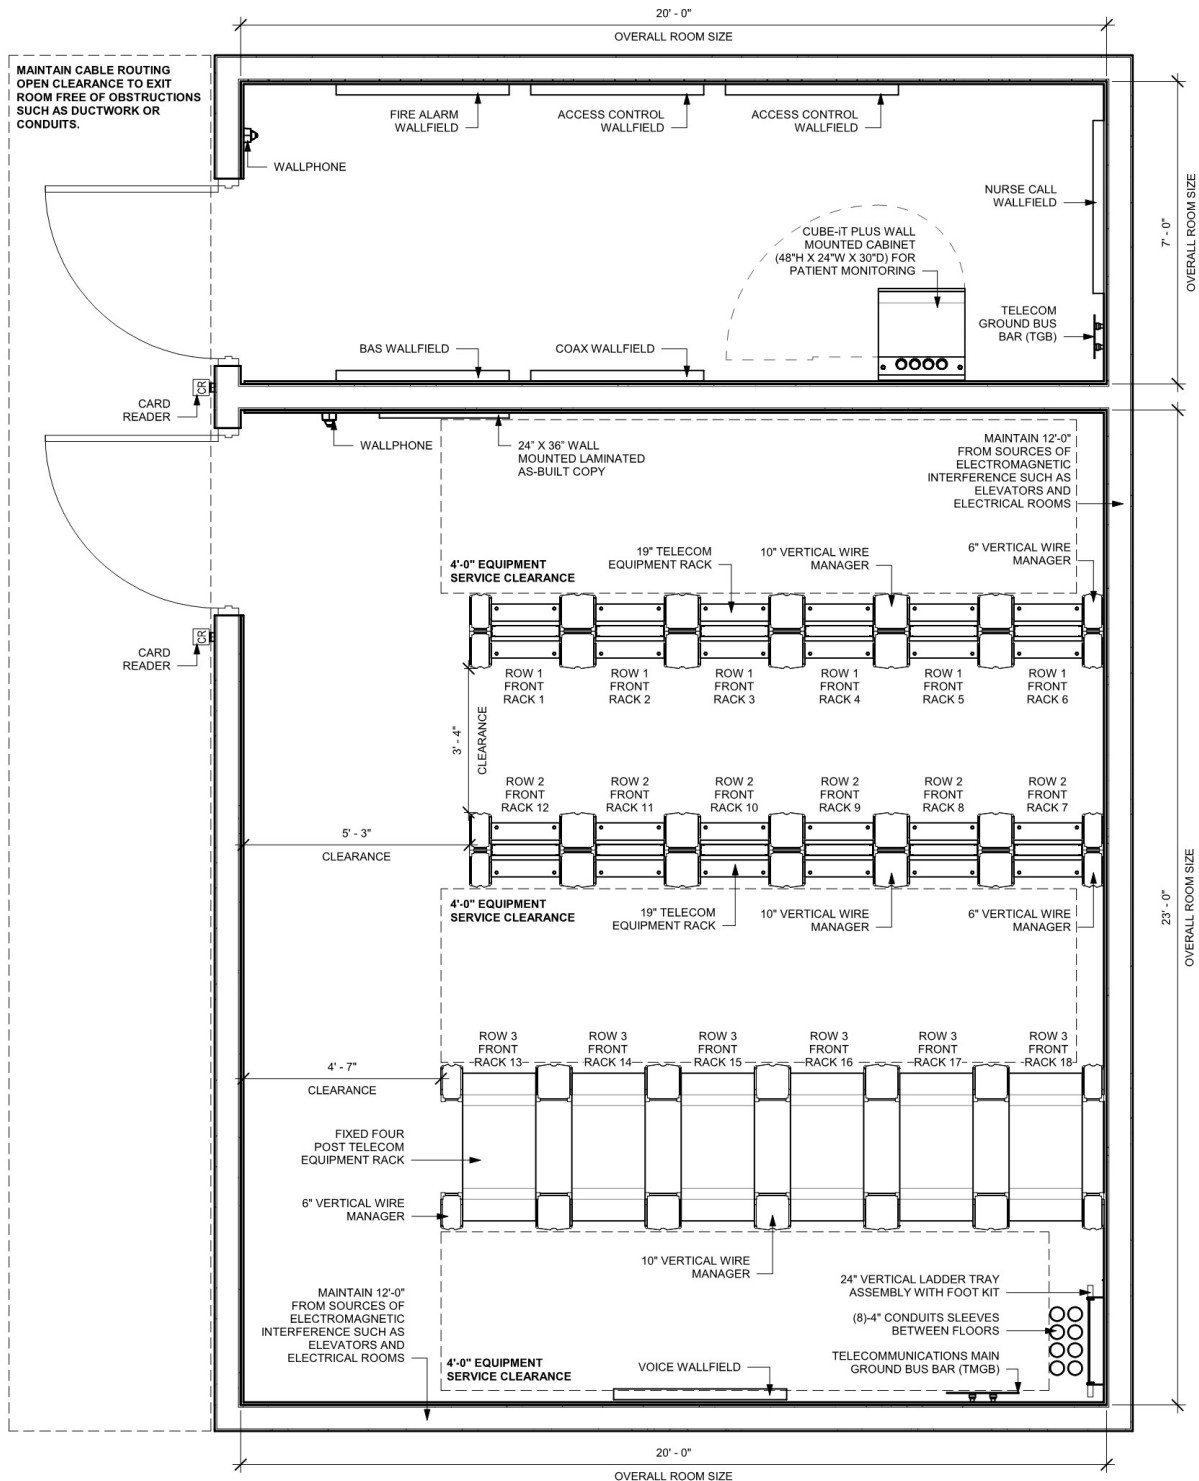 20' - 0"
OVERALL ROOM SIZE
MAINTAIN CABLE ROUTING
OPEN CLEARANCE TO EXIT
ROOM FREE OF OBSTRUCTIONS
SUCH AS DUCTWORK OR
CONDUITS.
FIRE ALARM
WALLFIELD
ACCESS CONTROL
WALLFIELD
ACCESS CONTROL
WALLFIELD
WALLPHONE
NURSE CALL
WALLFIELD
7' - 0"
OVERALL ROOM SIZE
CUBE-iT PLUS WALL
MOUNTED CABINET
(48"H X 24"W X 30"D) FOR
PATIENT MONITORING
TELECOM
GROUND BUS
BAR (TGB)
BAS WALLFIELD
COAX WALLFIELD
CR
CARD
READER
WALLPHONE
24" X 36" WALL
MOUNTED LAMINATED
AS-BUILT COPY
MAINTAIN 12'-0"
FROM SOURCES OF
ELECTROMAGNETIC
INTERFERENCE SUCH AS
ELEVATORS AND
ELECTRICAL ROOMS
4'-0" EQUIPMENT
SERVICE CLEARANCE
19" TELECOM
EQUIPMENT RACK
10" VERTICAL WIRE
MANAGER
6" VERTICAL WIRE
MANAGER
CR
CARD
READER
ROW 1
FRONT
RACK 1
ROW 1
FRONT
RACK 2
ROW 1
FRONT
RACK 3
ROW 1
FRONT
RACK 4
ROW 1
FRONT
RACK 5
ROW 1
FRONT
RACK 6
3' - 4"
CLEARANCE
ROW 2
FRONT
RACK 12
ROW 2
FRONT
RACK 11
ROW 2
FRONT
RACK 10
ROW 2
FRONT
RACK 9
ROW 2
FRONT
RACK 8
ROW 2
FRONT
RACK 7
5' - 3"
CLEARANCE
4'-0" EQUIPMENT
SERVICE CLEARANCE
19" TELECOM
EQUIPMENT RACK
10" VERTICAL WIRE
MANAGER
6" VERTICAL WIRE
MANAGER
23' - 0"
OVERALL ROOM SIZE
ROW 3
FRONT
RACK 13
ROW 3
FRONT
RACK 14
ROW 3
FRONT
RACK 15
ROW 3
FRONT
RACK 16
ROW 3
FRONT
RACK 17
ROW 3
FRONT
RACK 18
4' - 7"
CLEARANCE
FIXED FOUR
POST TELECOM
EQUIPMENT RACK
6" VERTICAL WIRE
MANAGER
10" VERTICAL WIRE
MANAGER
24" VERTICAL LADDER TRAY
ASSEMBLY WITH FOOT KIT
MAINTAIN 12'-0"
FROM SOURCES OF
ELECTROMAGNETIC
INTERFERENCE SUCH AS
ELEVATORS AND
ELECTRICAL ROOMS
(8)-4" CONDUITS SLEEVES
BETWEEN FLOORS
4'-0" EQUIPMENT
SERVICE CLEARANCE
VOICE WALLFIELD
TELECOMMUNICATIONS MAIN
GROUND BUS BAR (TMGB)
20' - 0"
OVERALL ROOM SIZE